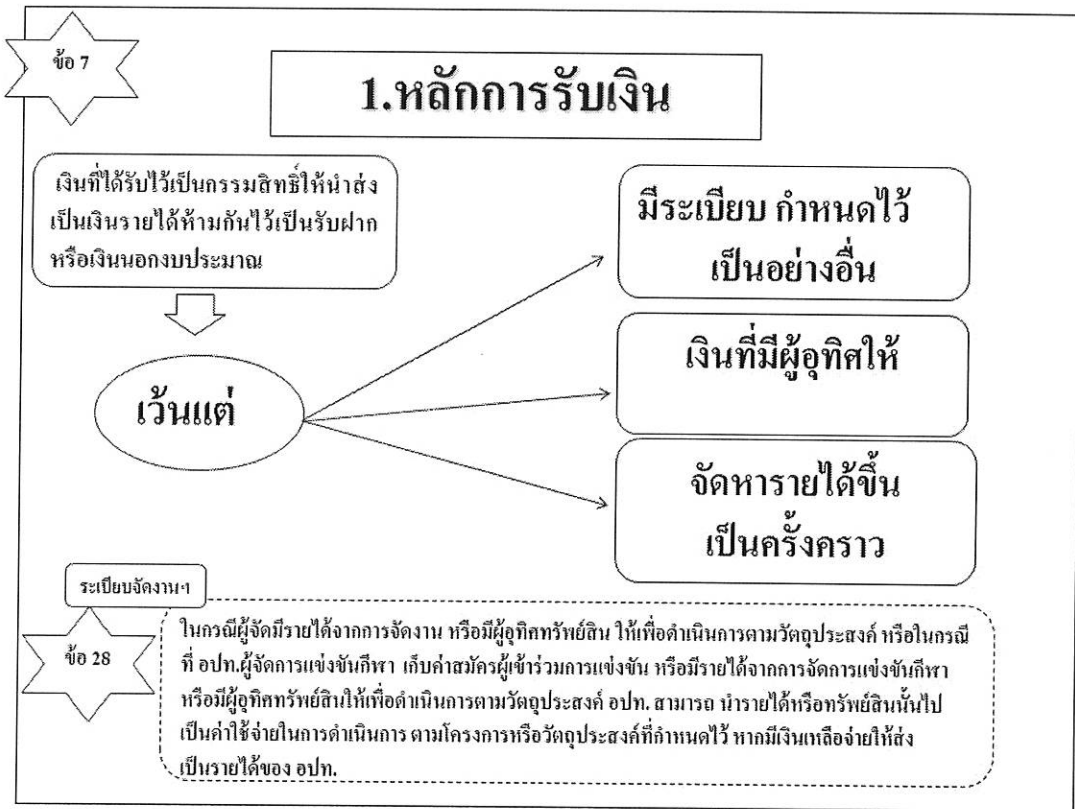 ข้อ 7
1.หลักการรับเงิน
เงินที่ได้รับไว้เป็นกรรมสิทธิ์ให้นำส่ง
เป็นเงินรายได้ห้ามกันไว้เป็นรับฝาก
หรือเงินนอกงบประมาณ
เว้นแต่
มีระเบียบ กำหนดไว้
เป็นอย่างอื่น
เงินที่มีผู้อุทิศให้
จัดหารายได้ขึ้น
เป็นครั้งคราว
ระเบียบจัดงานฯ
ข้อ 28
ในกรณีผู้จัดมีรายได้จากการจัดงาน หรือมีผู้อุทิศทรัพย์สิน ให้เพื่อดำเนินการตามวัตถุประสงค์ หรือในกรณี
ที่ อปท.ผู้จัดการแข่งขันกีฬา เก็บค่าสมัครผู้เข้าร่วมการแข่งขัน หรือมีรายได้จากการจัดการแข่งขันกีฬา
หรือมีผู้อุทิศทรัพย์สินให้เพื่อดำเนินการตามวัตถุประสงค์ อปท. สามารถ นำรายได้หรือทรัพย์สินนั้นไป
เป็นค่าใช้จ่ายในการดำเนินการ ตามโครงการหรือวัตถุประสงค์ที่กำหนดไว้ หากมีเงินเหลือจ่ายให้ส่ง
เป็นรายได้ของ อปท.